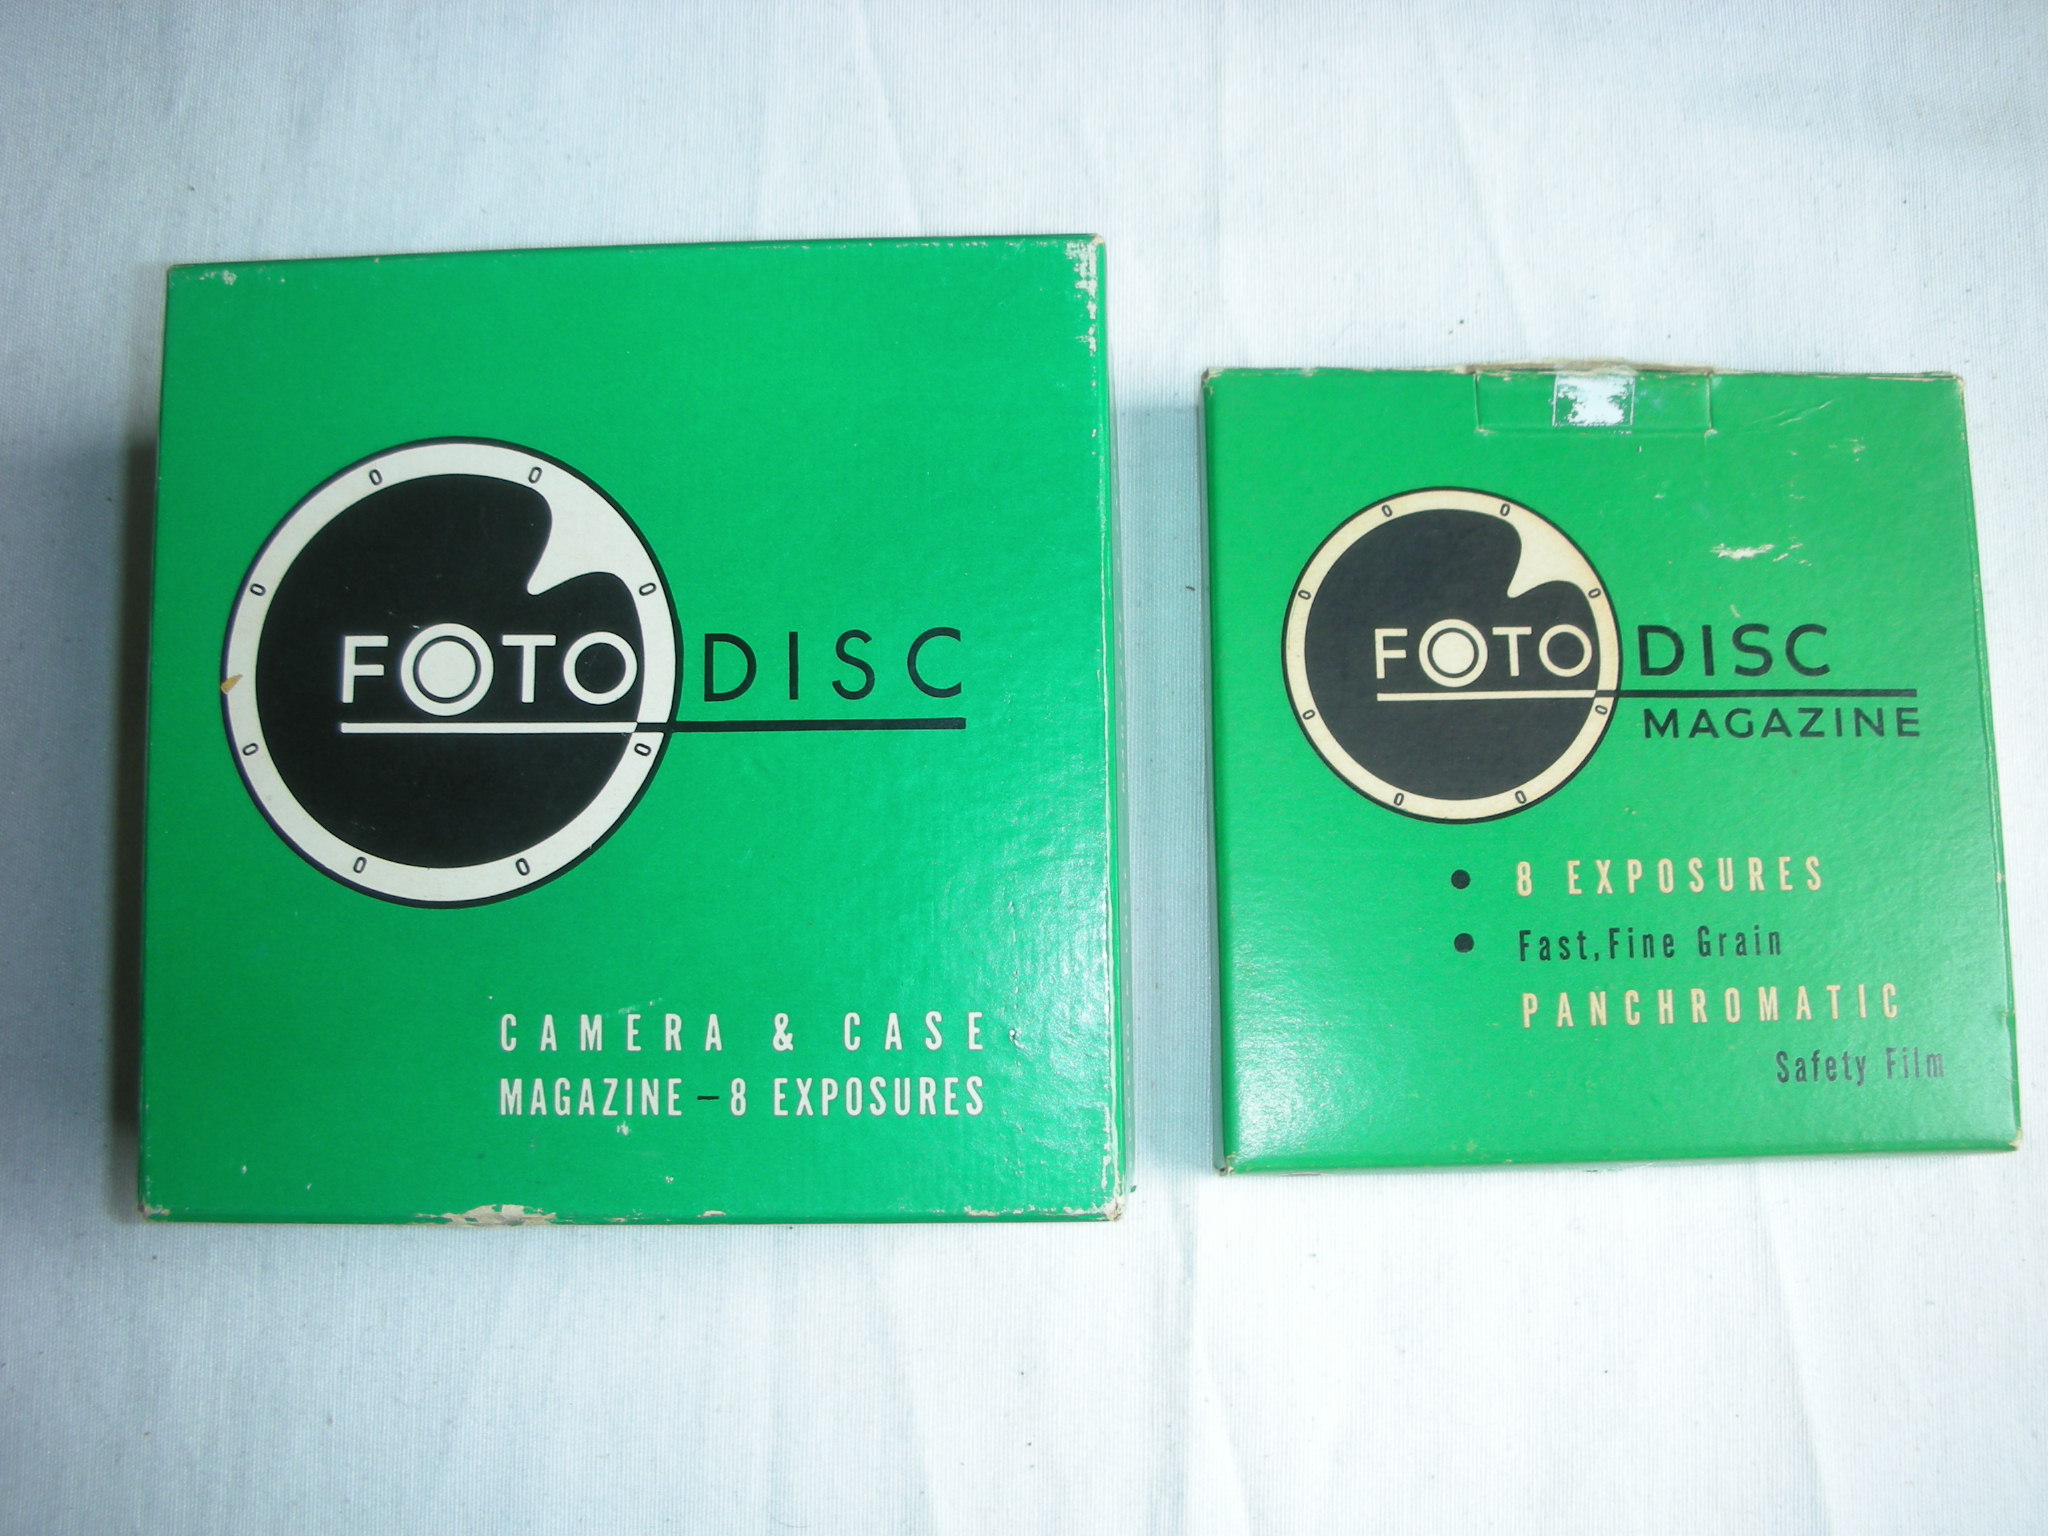 FOTO DISC
CAMERA & CASE
MAGAZINE – 8 EXPOSURES
FOTO DISC
MAGAZINE
• 8 EXPOSURES
• Fast, Fine Grain
PANCHROMATIC
Safety Film